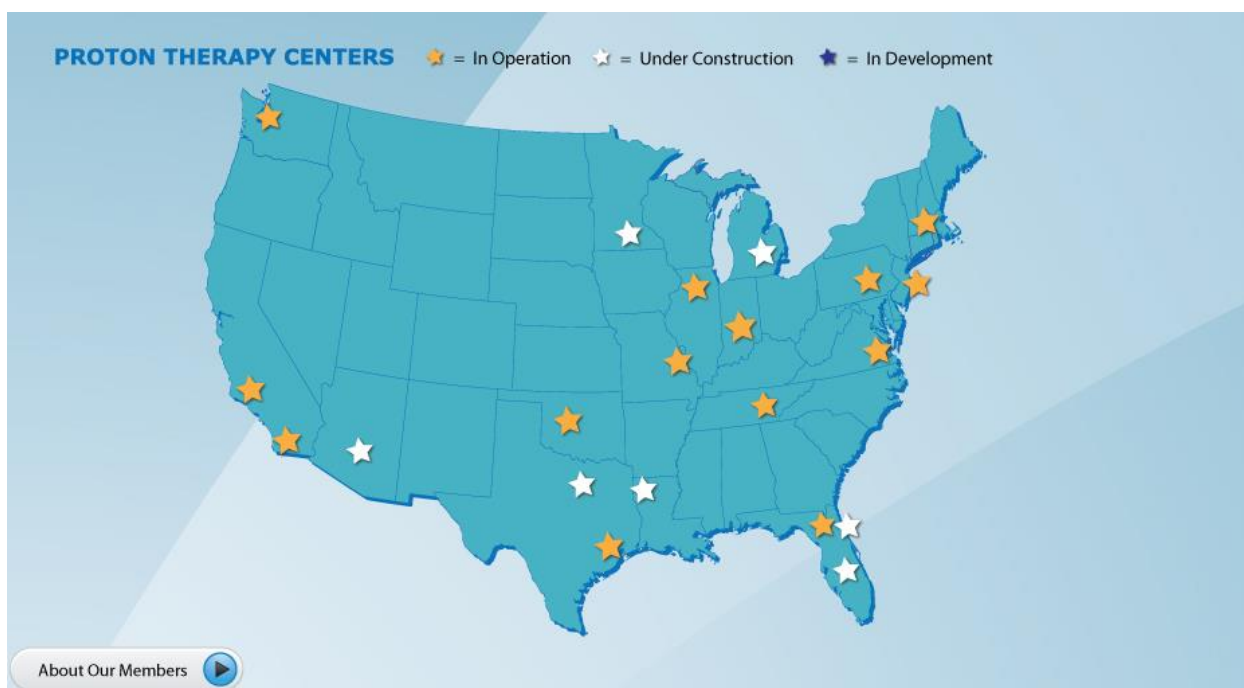 PROTON THERAPY CENTERS = In Operation = Under Construction = In Development
About Our Members